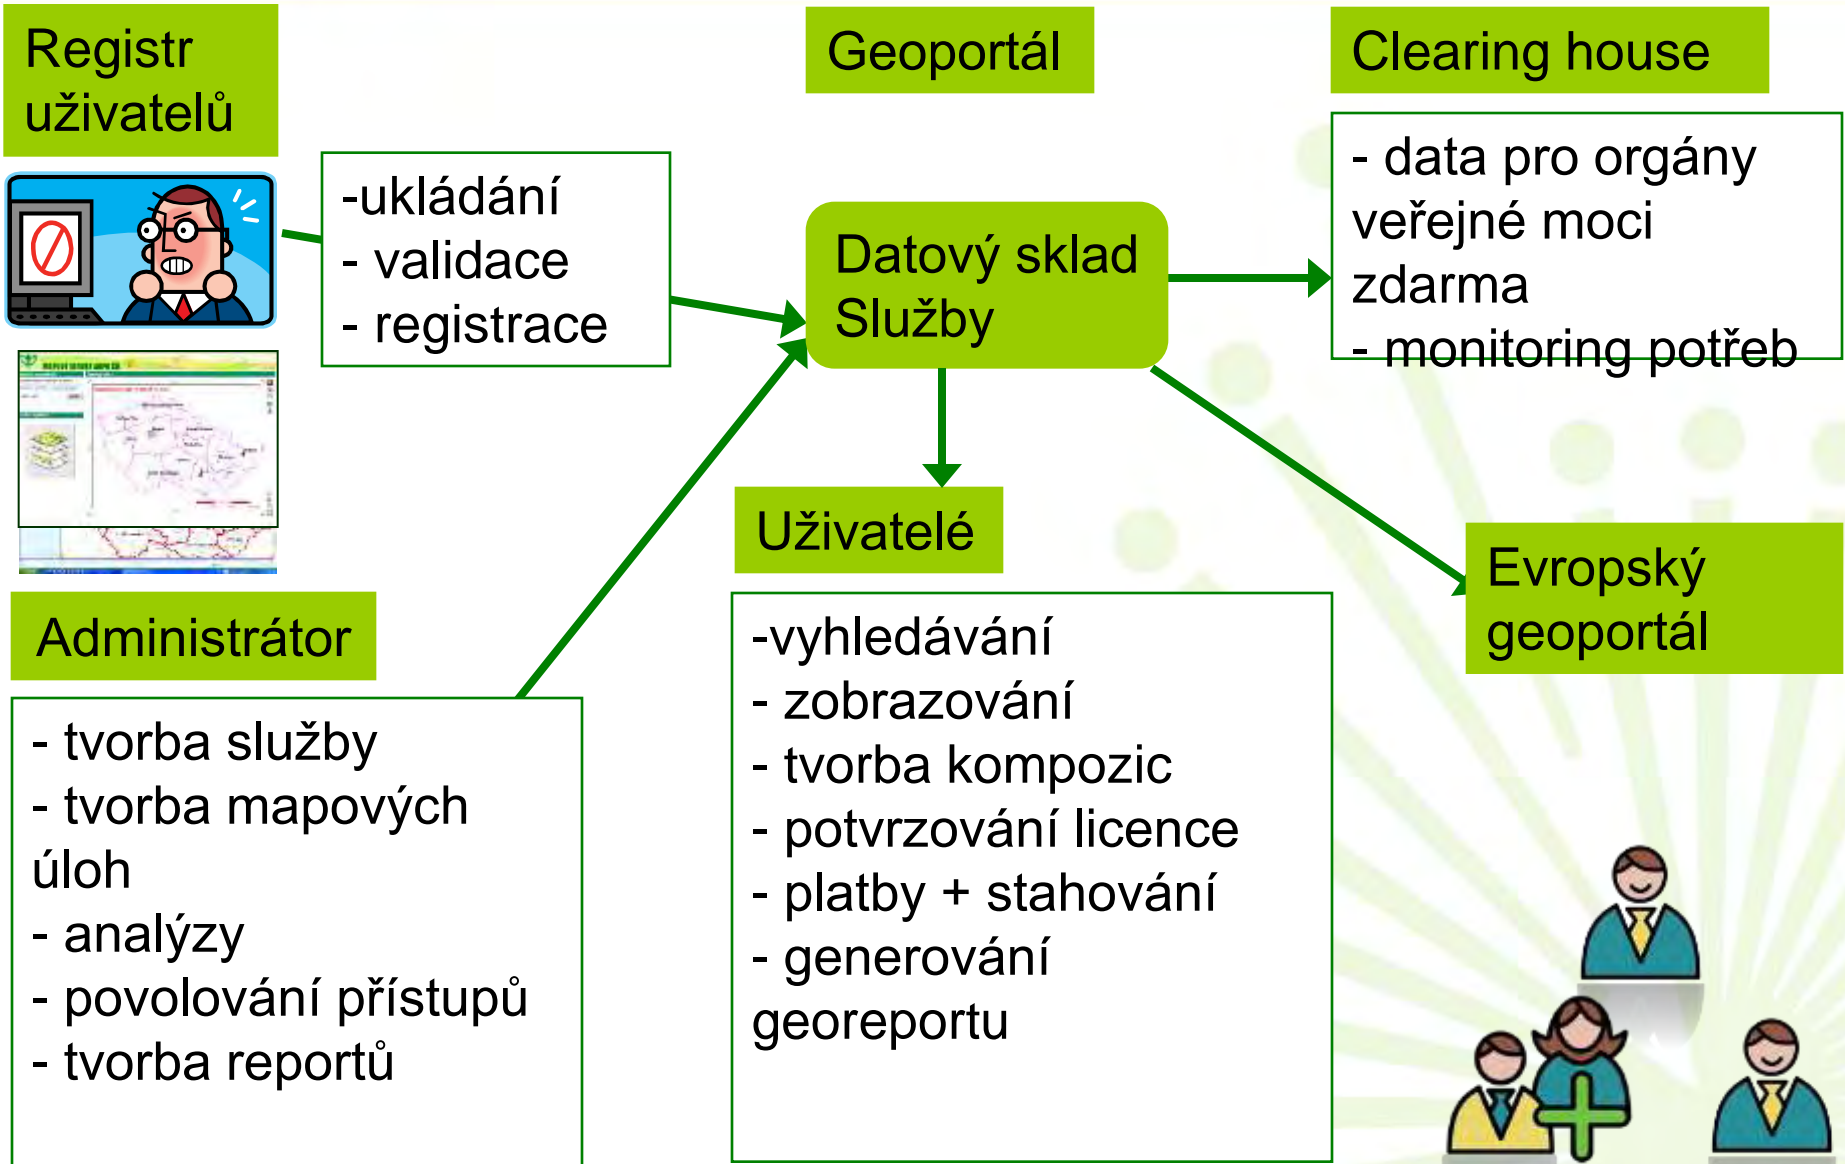 Registr
uživatelů
Geoportál
Clearing house
-ukládání
- validace
- registrace
Datový sklad
Služby
- data pro orgány
veřejné moci
zdarma
- monitoring potřeb
Uživatelé
Evropský
geoportál
Administrátor
- tvorba služby
- tvorba mapových
úloh
- analýzy
- povolování přístupů
- tvorba reportů
-vyhledávání
- zobrazování
- tvorba kompozic
- potvrzování licence
- platby + stahování
- generování
georeportu